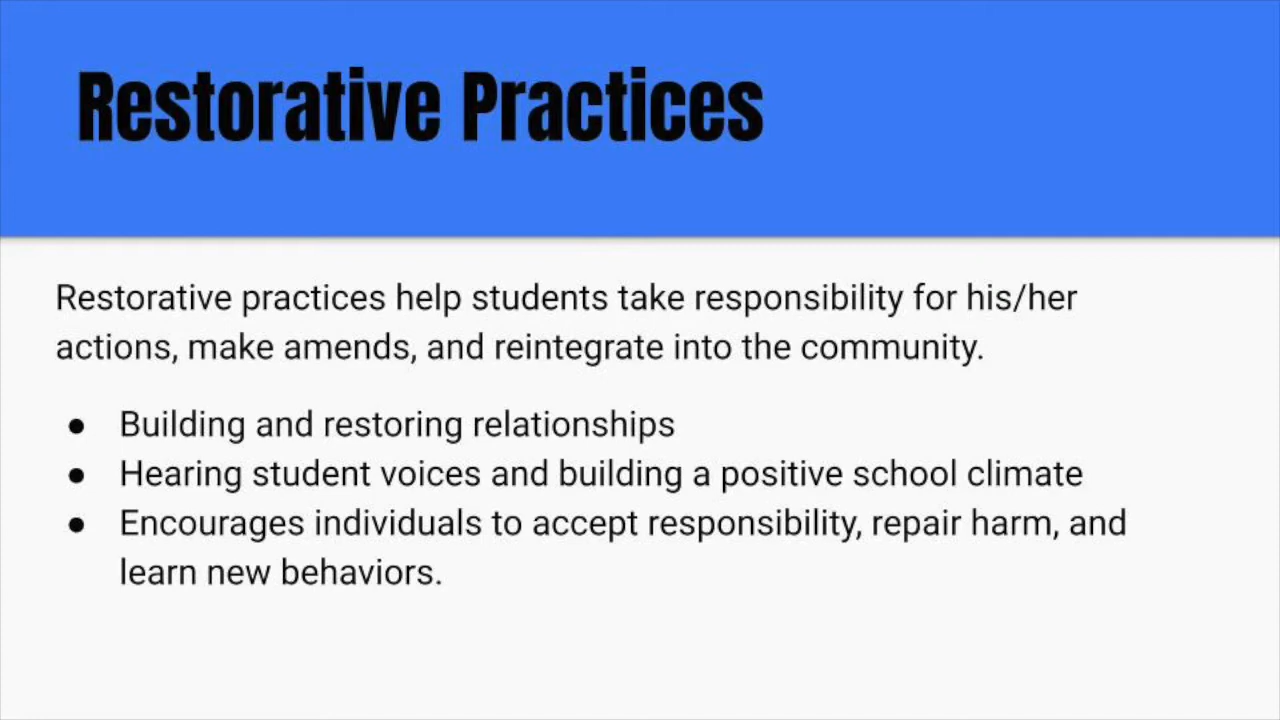 Restorative Practices
Restorative practices help students take responsibility for his/her
actions, make amends, and reintegrate into the community.
● Building and restoring relationships
● Hearing student voices and building a positive school climate
● Encourages individuals to accept responsibility, repair harm, and
learn new behaviors.